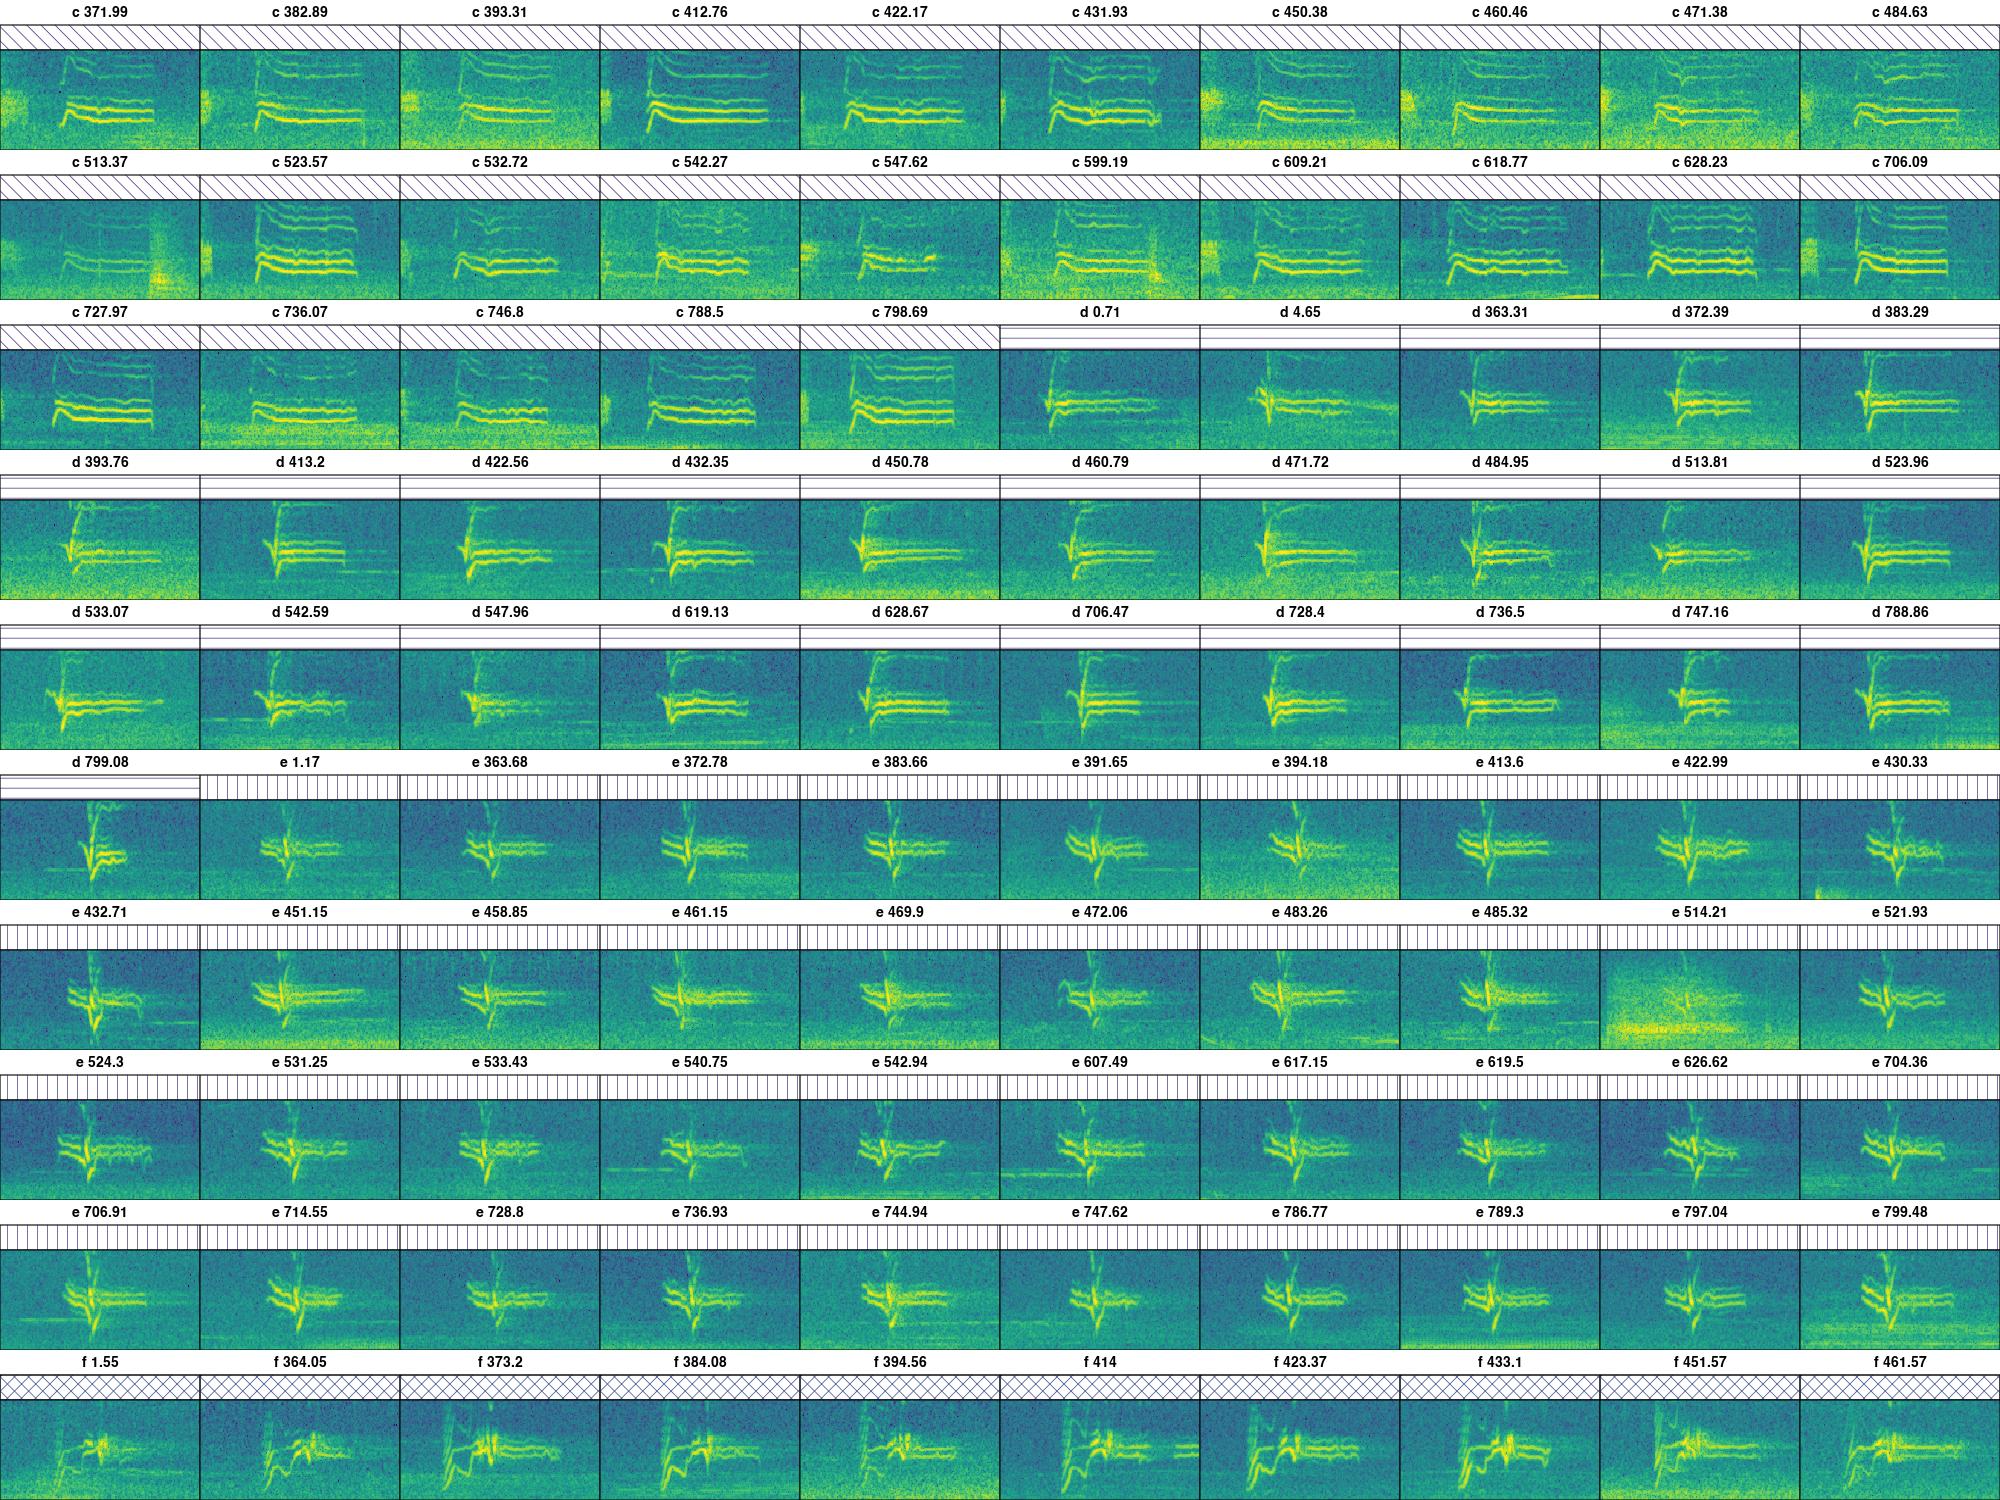 c 371.99 c 382.89 c 393.31 c 412.76 c 422.17 c 431.93 c 450.38 c 460.46 c 471.38 c 484.63
c 513.37 c 523.57 c 532.72 c 542.27 c 547.62 c 599.19 c 609.21 c 618.77 c 628.23 c 706.09
c 727.97 c 736.07 c 746.8 c 788.5 c 798.69 d 0.71 d 4.65 d 363.31 d 372.39 d 383.29
d 393.76 d 413.2 d 422.56 d 432.35 d 450.78 d 460.79 d 471.72 d 484.95 d 513.81 d 523.96
d 533.07 d 542.59 d 547.96 d 619.13 d 628.67 d 706.47 d 728.4 d 736.5 d 747.16 d 788.86
d 799.08 e 1.17 e 363.68 e 372.78 e 383.66 e 391.65 e 394.18 e 413.6 e 422.99 e 430.33
e 432.71 e 451.15 e 458.85 e 461.15 e 469.9 e 472.06 e 483.26 e 485.32 e 514.21 e 521.93
e 524.3 e 531.25 e 533.43 e 540.75 e 542.94 e 607.49 e 617.15 e 619.5 e 626.62 e 704.36
e 706.91 e 714.55 e 728.8 e 736.93 e 744.94 e 747.62 e 786.77 e 789.3 e 797.04 e 799.48
f 1.55 f 364.05 f 373.2 f 384.08 f 394.56 f 414 f 423.37 f 433.1 f 451.57 f 461.57